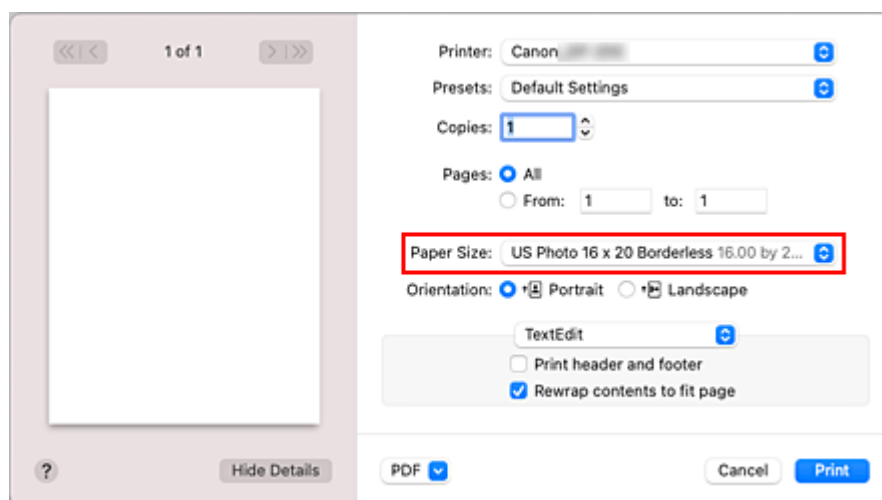 1 of 1
Printer: Canon
Presets: Default Settings
Copies: 1
Pages: All
From: 1 to: 1
Paper Size: US Photo 16 x 20 Borderless 16.00 by 2...
Orientation: Portrait Landscape
TextEdit
Print header and footer
Rewrap contents to fit page
? Hide Details PDF Cancel Print